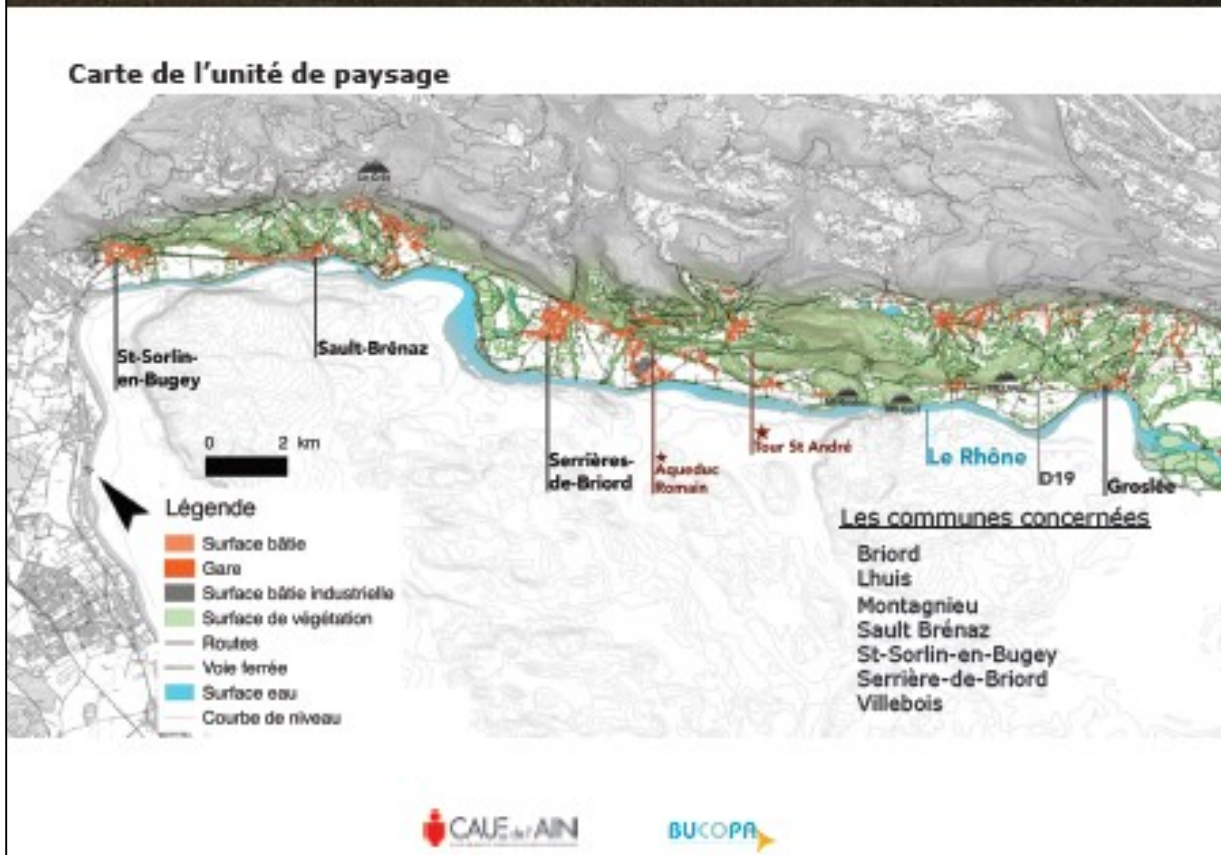 Carte de l'unité de paysage
St-Sorlin-
en-Bugey
Sault-Brénaz
Serrières-
de-Briord
Aqueduc
Romain
Tour St André
Le Rhône
D19
Groslée
0 2 km
Légende
Surface bâtie
Gare
Surface bâtie industrielle
Surface de végétation
Routes
Voie ferrée
Surface eau
Courbe de niveau
Les communes concernées
Briord
Lhuis
Montagnieu
Sault Brénaz
St-Sorlin-en-Bugey
Serrière-de-Briord
Villebois
CAUE de l'AIN
BUCOPA